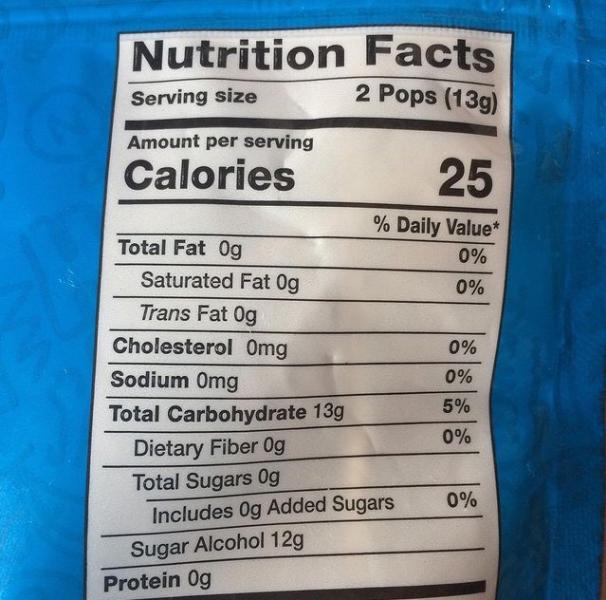 Nutrition Facts
Serving size 2 Pops (13g)
Amount per serving
Calories 25
% Daily Value*
Total Fat 0g 0%
Saturated Fat 0g 0%
Trans Fat 0g
Cholesterol 0mg 0%
Sodium 0mg 0%
Total Carbohydrate 13g 5%
Dietary Fiber 0g 0%
Total Sugars 0g
Includes 0g Added Sugars 0%
Sugar Alcohol 12g
Protein 0g